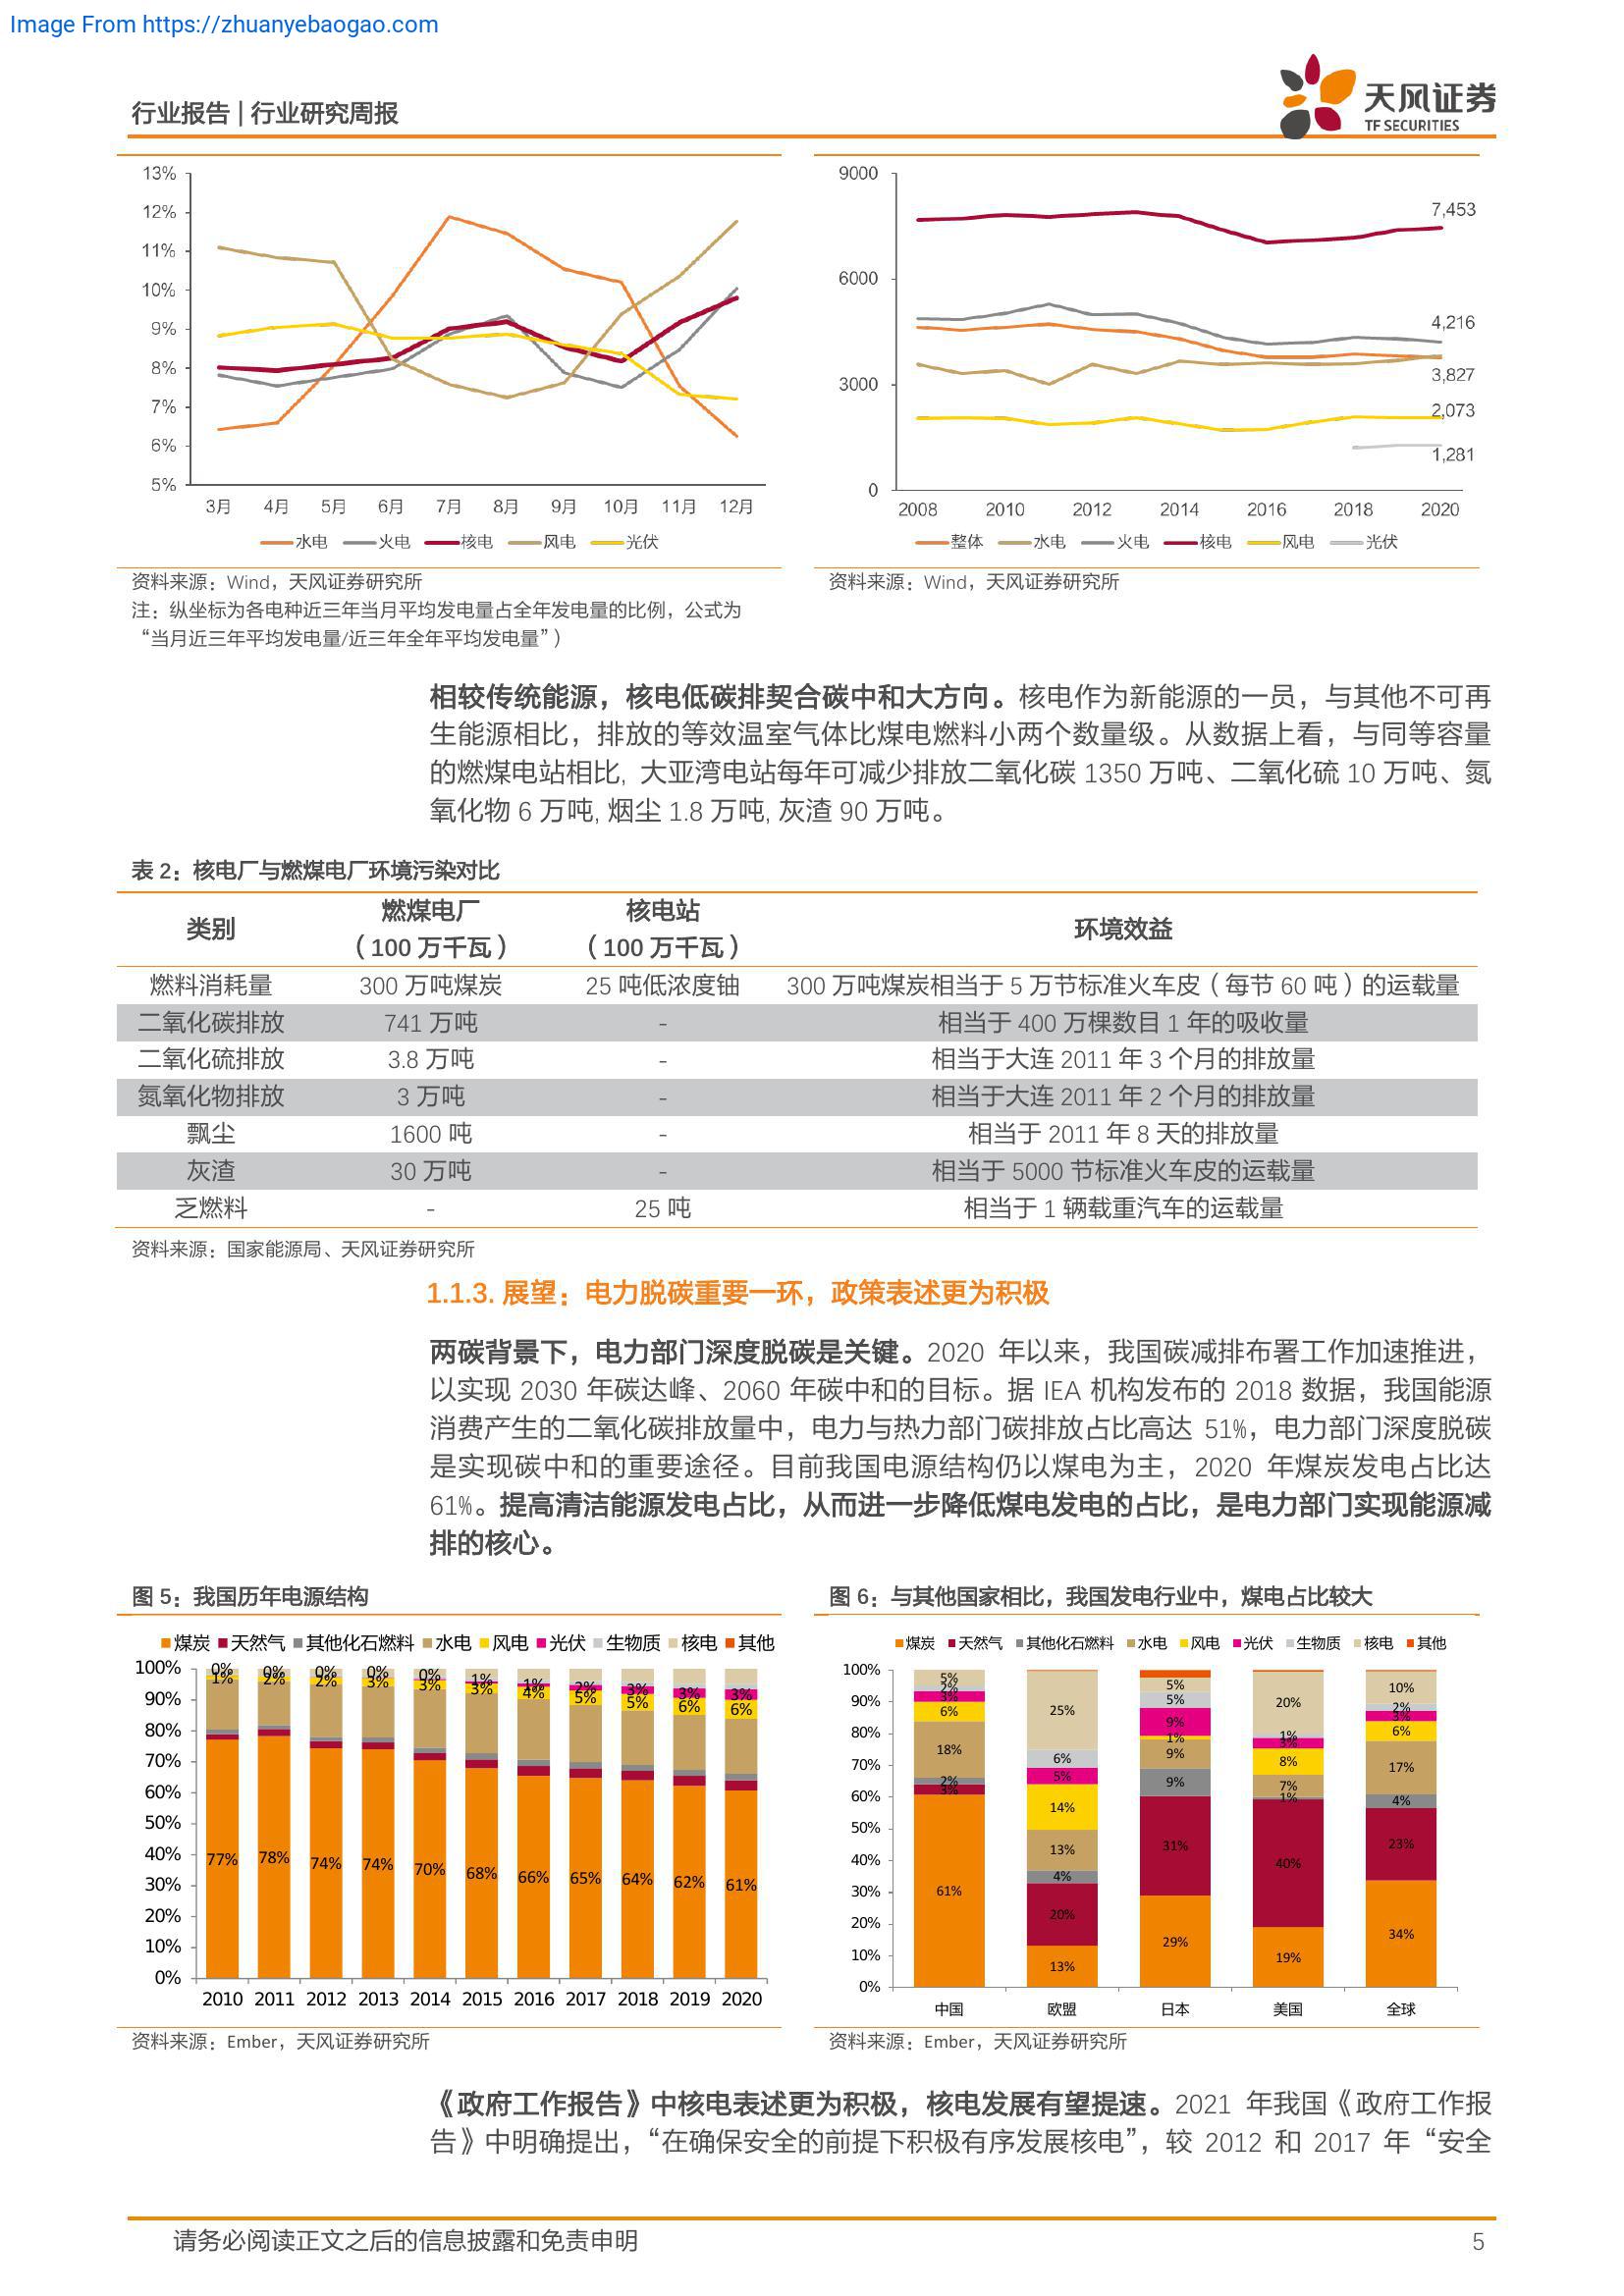 Image From https://zhuanyebaogao.com
行业报告 | 行业研究周报
天风证券
TF SECURITIES
13%
12%
11%
10%
9%
8%
7%
6%
5%
3月 4月 5月 6月 7月 8月 9月 10月 11月 12月
水电 火电 核电 风电 光伏
资料来源：Wind，天风证券研究所
注：纵坐标为各电种近三年当月平均发电量占全年发电量的比例，公式为
“当月近三年平均发电量/近三年全年平均发电量”）
9000
6000
3000
0
7,453
4,216
3,827
2,073
1,281
2008 2010 2012 2014 2016 2018 2020
整体 水电 火电 核电 风电 光伏
资料来源：Wind，天风证券研究所
相较传统能源，核电低碳排契合碳中和大方向。核电作为新能源的一员，与其他不可再
生能源相比，排放的等效温室气体比煤电燃料小两个数量级。从数据上看，与同等容量
的燃煤电站相比, 大亚湾电站每年可减少排放二氧化碳 1350 万吨、二氧化硫 10 万吨、氮
氧化物 6 万吨, 烟尘 1.8 万吨, 灰渣 90 万吨。
表 2：核电厂与燃煤电厂环境污染对比
类别 燃煤电厂（100 万千瓦） 核电站（100 万千瓦） 环境效益
燃料消耗量 300 万吨煤炭 25 吨低浓度铀 300 万吨煤炭相当于 5 万节标准火车皮（每节 60 吨）的运载量
二氧化碳排放 741 万吨 - 相当于 400 万棵数目 1 年的吸收量
二氧化硫排放 3.8 万吨 - 相当于大连 2011 年 3 个月的排放量
氮氧化物排放 3 万吨 - 相当于大连 2011 年 2 个月的排放量
飘尘 1600 吨 - 相当于 2011 年 8 天的排放量
灰渣 30 万吨 - 相当于 5000 节标准火车皮的运载量
乏燃料 - 25 吨 相当于 1 辆载重汽车的运载量
资料来源：国家能源局、天风证券研究所
1.1.3. 展望：电力脱碳重要一环，政策表述更为积极
两碳背景下，电力部门深度脱碳是关键。2020 年以来，我国碳减排布署工作加速推进，
以实现 2030 年碳达峰、2060 年碳中和的目标。据 IEA 机构发布的 2018 数据，我国能源
消费产生的二氧化碳排放量中，电力与热力部门碳排放占比高达 51%，电力部门深度脱碳
是实现碳中和的重要途径。目前我国电源结构仍以煤电为主，2020 年煤炭发电占比达
61%。提高清洁能源发电占比，从而进一步降低煤电发电的占比，是电力部门实现能源减
排的核心。
图 5：我国历年电源结构
煤炭 天然气 其他化石燃料 水电 风电 光伏 生物质 核电 其他
100%
90%
80%
70%
60%
50%
40%
30%
20%
10%
0%
0% 0% 0% 0% 0% 1% 1% 2% 3% 3% 3%
1% 2% 2% 3% 3% 3% 4% 5% 5% 6% 6%
77% 78% 74% 74% 70% 68% 66% 65% 64% 62% 61%
2010 2011 2012 2013 2014 2015 2016 2017 2018 2019 2020
资料来源：Ember，天风证券研究所
图 6：与其他国家相比，我国发电行业中，煤电占比较大
煤炭 天然气 其他化石燃料 水电 风电 光伏 生物质 核电 其他
100%
90%
80%
70%
60%
50%
40%
30%
20%
10%
0%
5% 2% 3% 6% 18% 2% 3% 61%
25% 6% 5% 14% 13% 4% 20% 13%
5% 5% 9% 1% 9% 9% 31% 29%
20% 1% 3% 8% 7% 1% 40% 19%
10% 2% 3% 6% 17% 4% 23% 34%
中国 欧盟 日本 美国 全球
资料来源：Ember，天风证券研究所
《政府工作报告》中核电表述更为积极，核电发展有望提速。2021 年我国《政府工作报
告》中明确提出，“在确保安全的前提下积极有序发展核电”，较 2012 和 2017 年“安全
请务必阅读正文之后的信息披露和免责申明
5